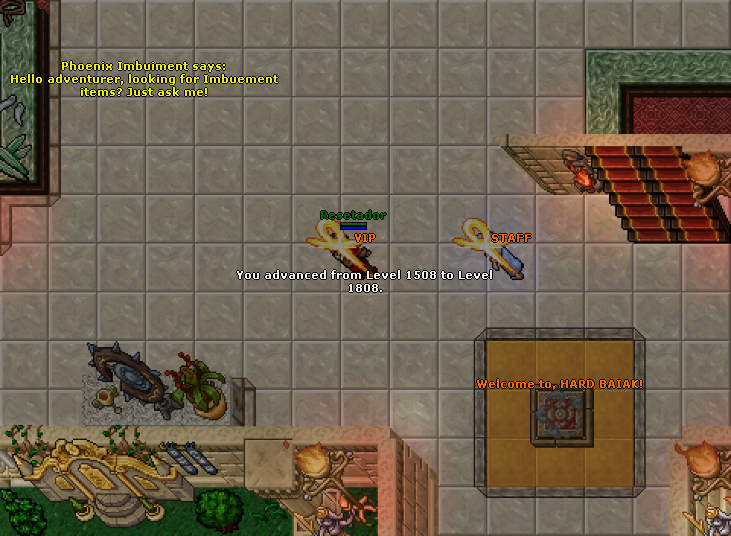 Phoenix Imbuiment says:
Hello adventurer, looking for Imbuement
items? Just ask me!
Resetador
VIP
STAFF
You advanced from Level 1508 to Level
1808.
Welcome to, HARD BAIAK!